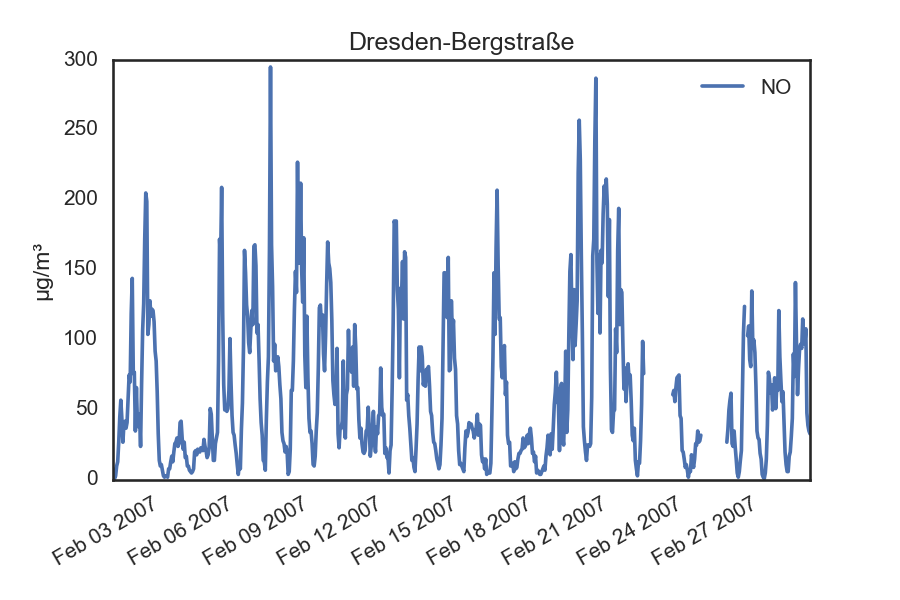 Dresden-Bergstraße
NO
µg/m³
300
250
200
150
100
50
0
Feb 03 2007
Feb 06 2007
Feb 09 2007
Feb 12 2007
Feb 15 2007
Feb 18 2007
Feb 21 2007
Feb 24 2007
Feb 27 2007